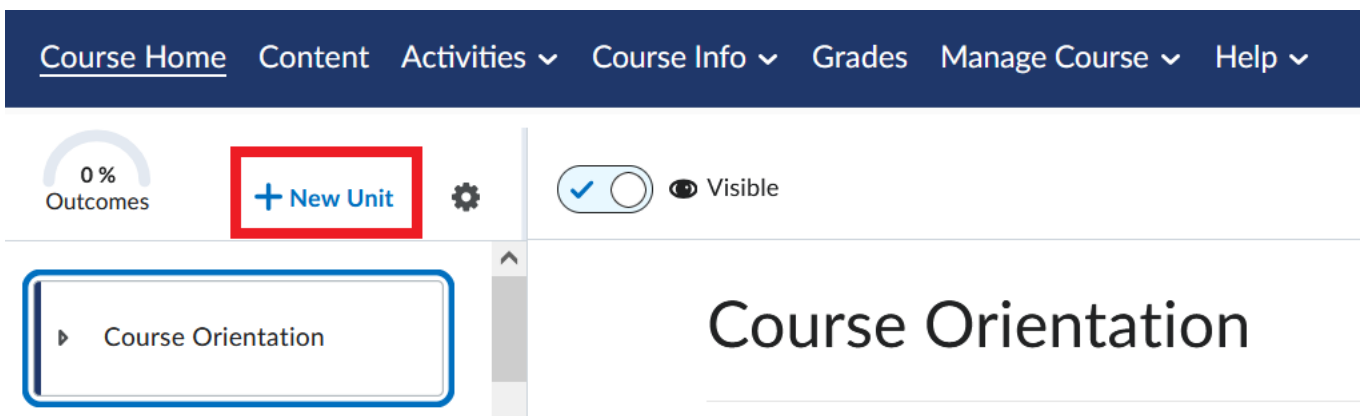 Course Home Content Activities Course Info Grades Manage Course Help
0 %
Outcomes
+ New Unit
Visible
Course Orientation
Course Orientation